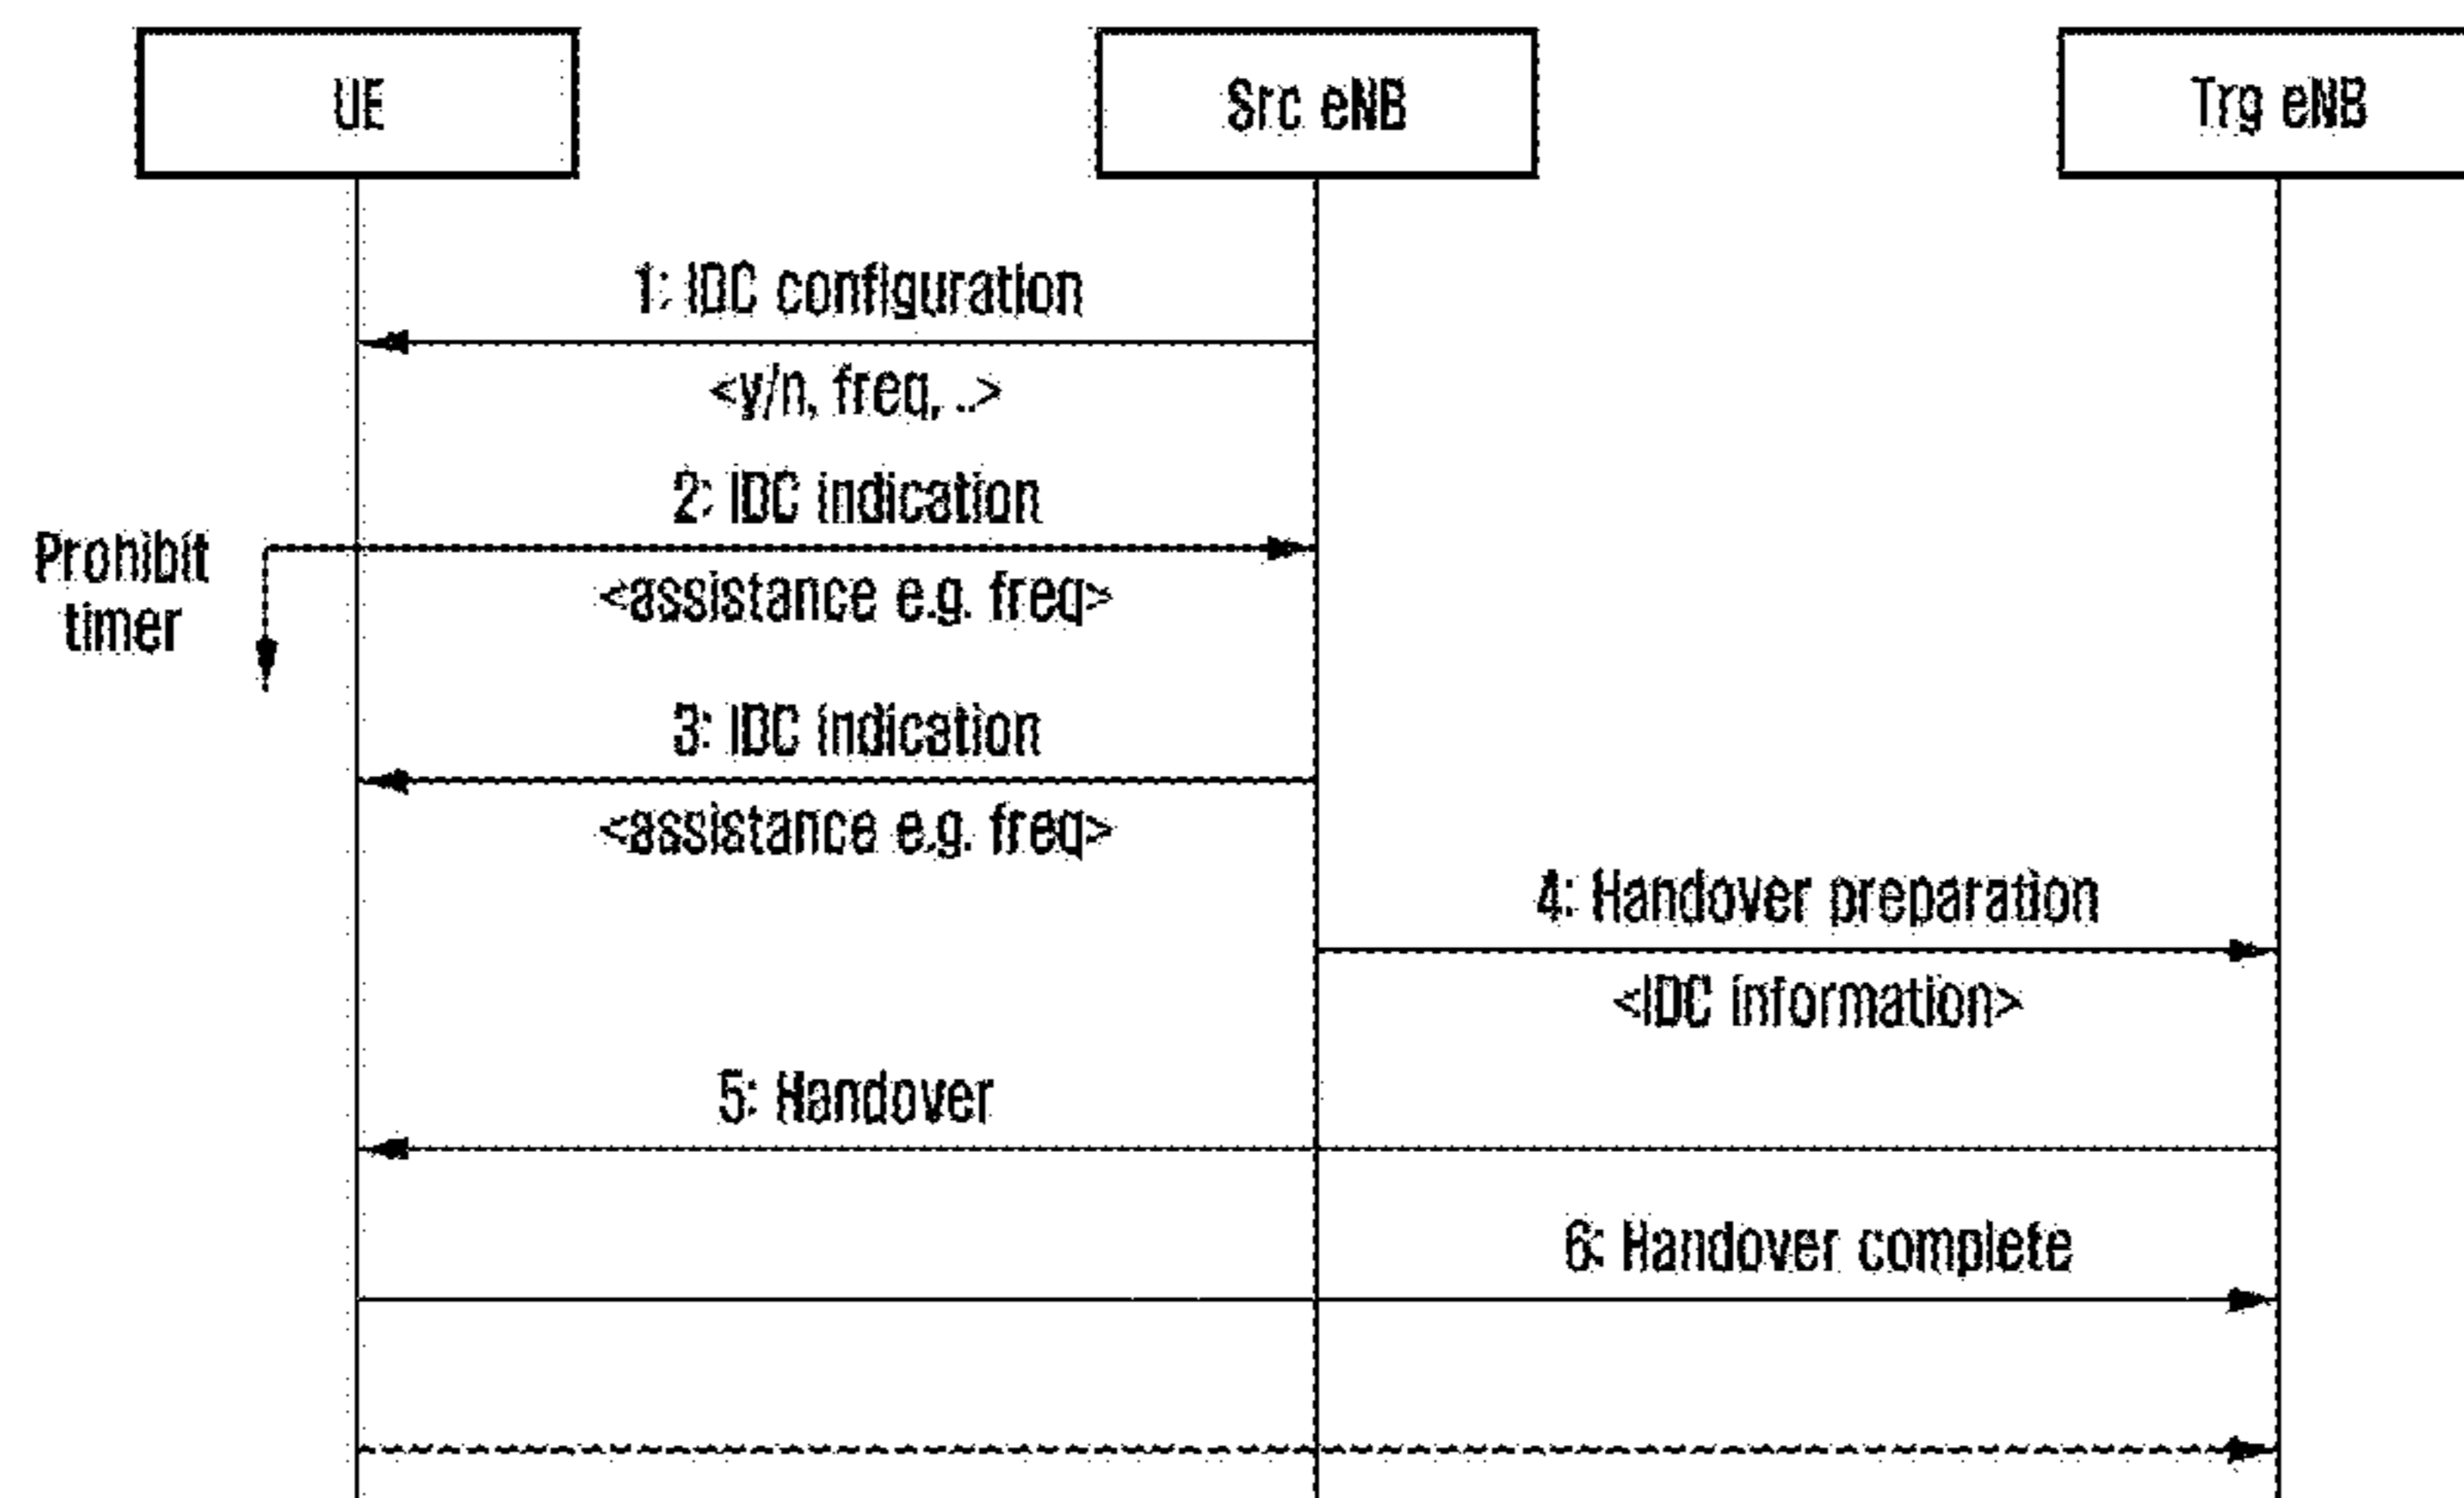 UE
Src eNB
Trg eNB
1: IDC configuration
<y/n, freq, ..>
2: IDC indication
Prohibit
timer
<assistance e.g. freq>
3: IDC indication
<assistance e.g. freq>
4: Handover preparation
<IDC information>
5: Handover
6: Handover complete